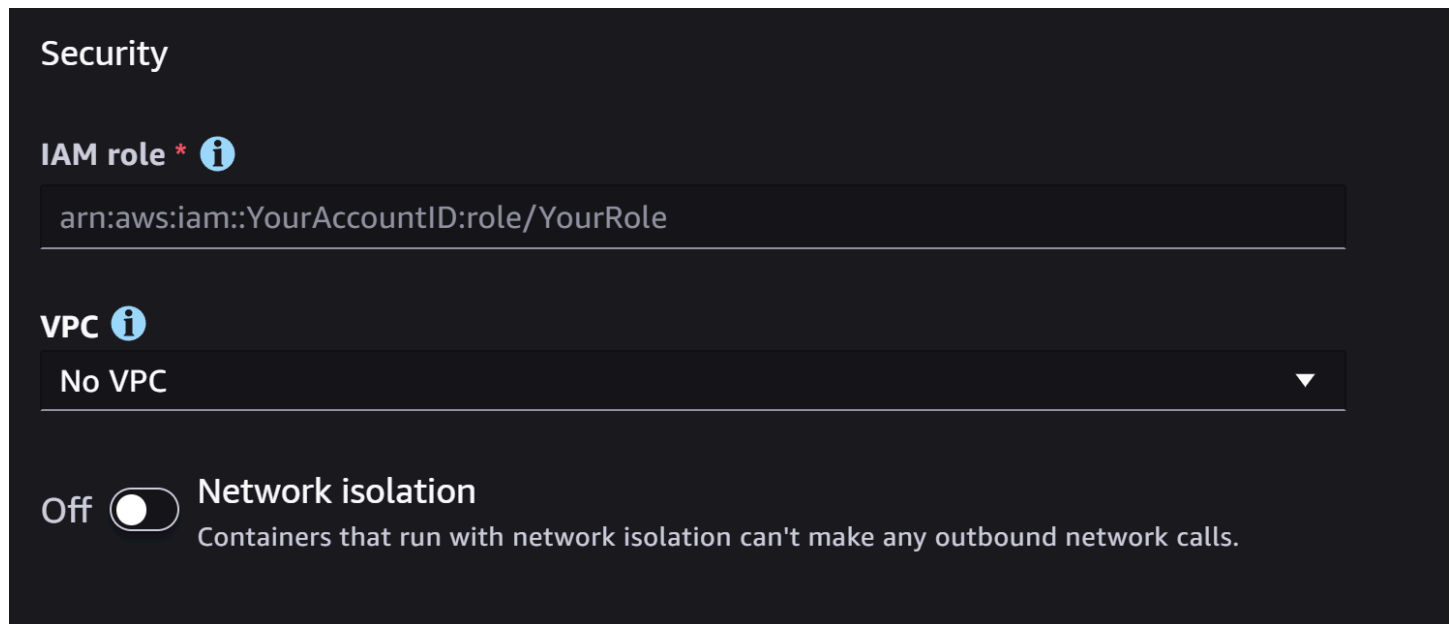 Security
IAM role *
arn:aws:iam::YourAccountID:role/YourRole
VPC
No VPC
Off
Network isolation
Containers that run with network isolation can't make any outbound network calls.